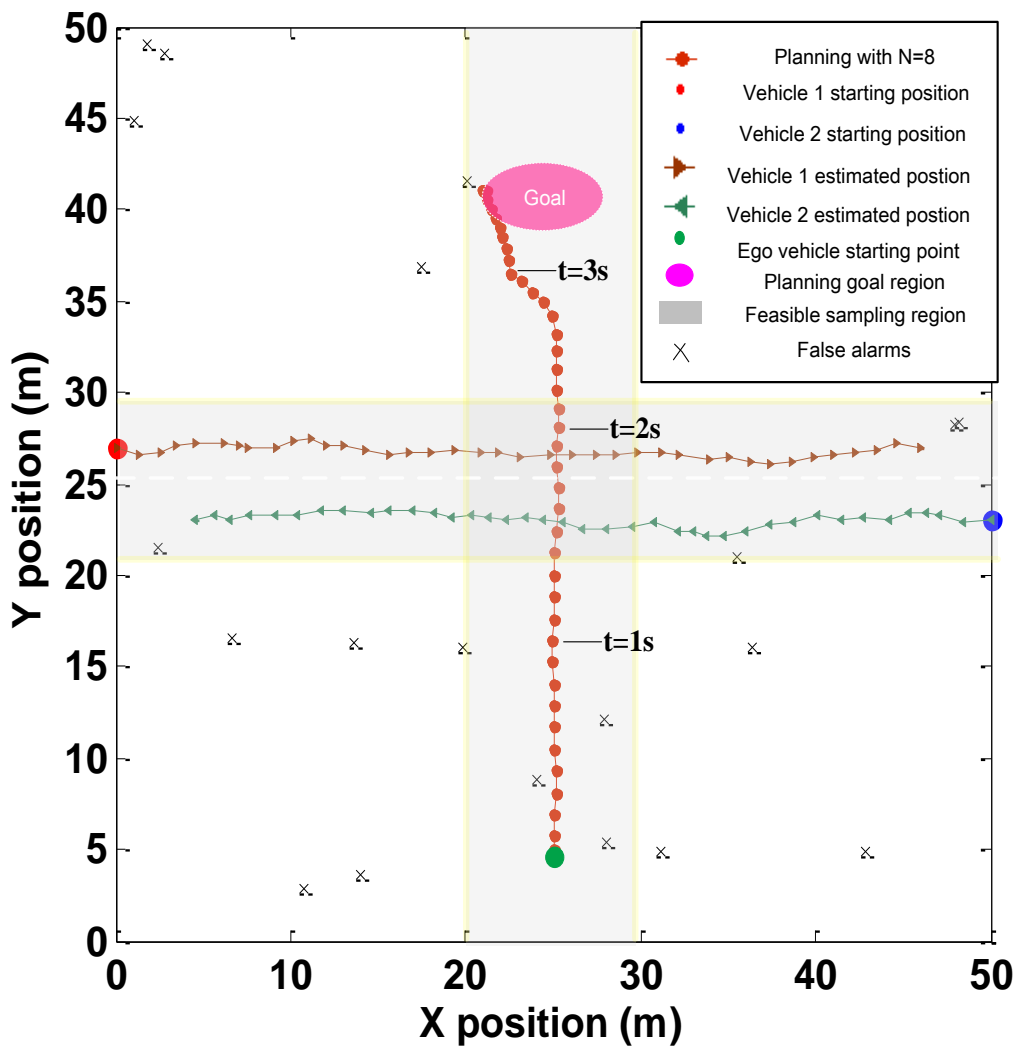 50
45
40
35
30
25
20
15
10
5
0
Y position (m)
0 10 20 30 40 50
X position (m)
Goal
t=3s
t=2s
t=1s
Planning with N=8
Vehicle 1 starting position
Vehicle 2 starting position
Vehicle 1 estimated postion
Vehicle 2 estimated postion
Ego vehicle starting point
Planning goal region
Feasible sampling region
False alarms